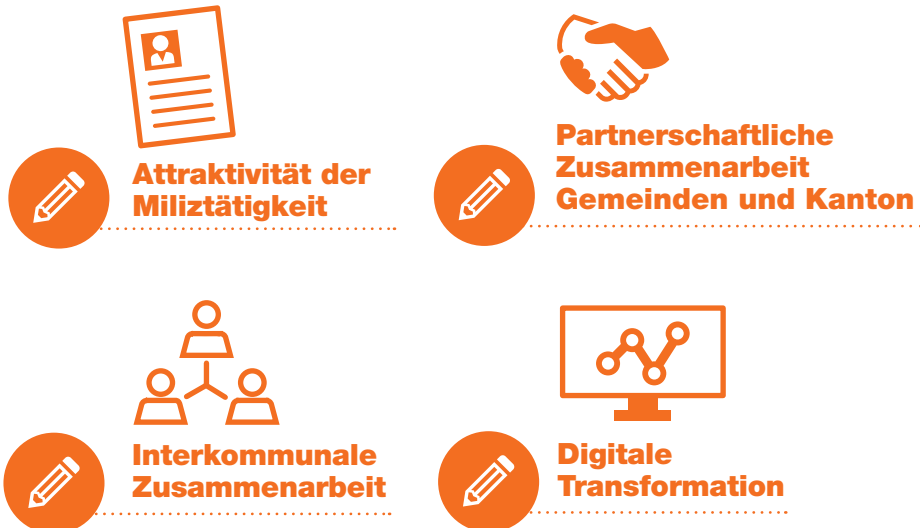 Attraktivität der
Miliztätigkeit
Partnerschaftliche
Zusammenarbeit
Gemeinden und Kanton
Interkommunale
Zusammenarbeit
Digitale
Transformation